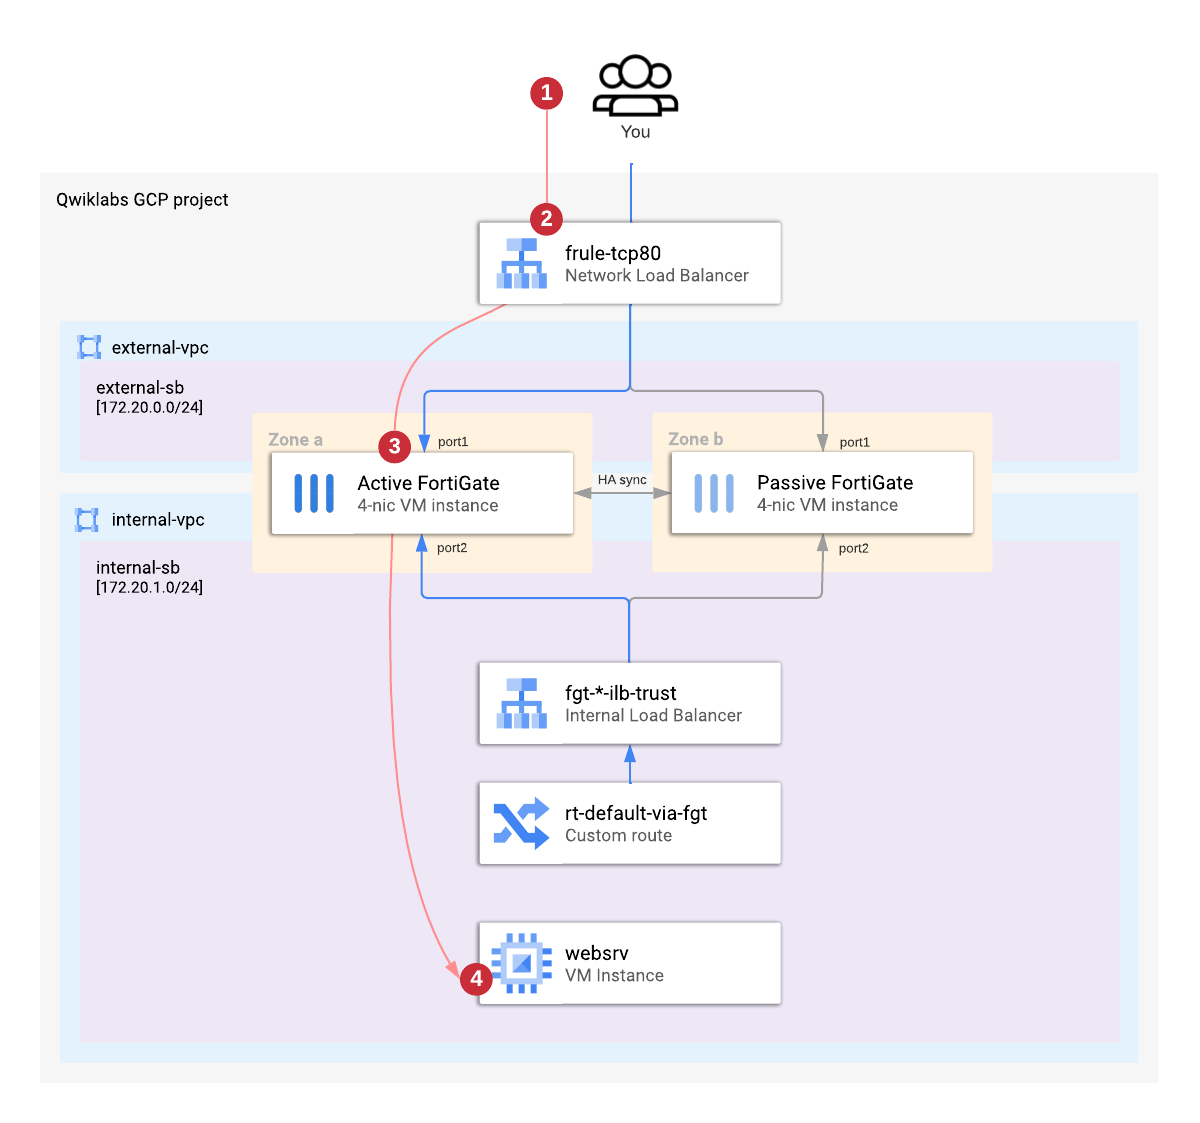 1
You
Qwiklabs GCP project
2
frule-tcp80
Network Load Balancer
external-vpc
external-sb
[172.20.0.0/24]
Zone a
3
port1
Zone b
port1
Active FortiGate
4-nic VM instance
HA sync
Passive FortiGate
4-nic VM instance
internal-vpc
port2
port2
internal-sb
[172.20.1.0/24]
fgt-*-ilb-trust
Internal Load Balancer
rt-default-via-fgt
Custom route
websrv
VM Instance
4